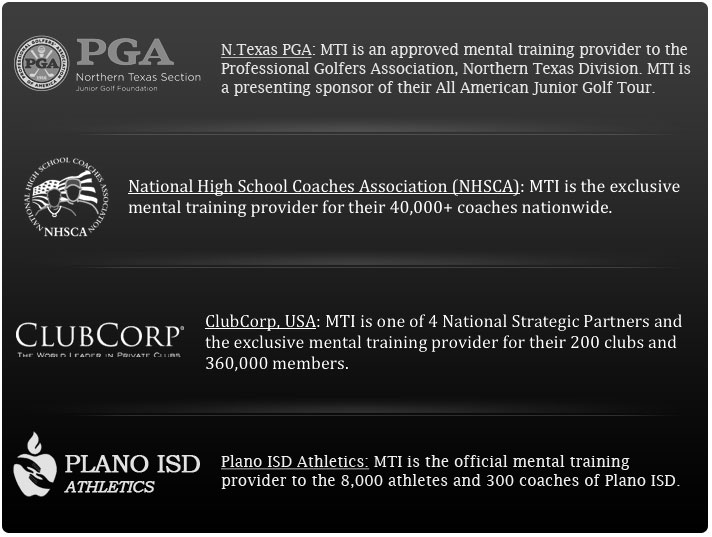 PROFESSIONAL GOLFERS ASSOCIATION
PGA
OF AMERICA
PGA
Northern Texas Section
Junior Golf Foundation
N.Texas PGA: MTI is an approved mental training provider to the
Professional Golfers Association, Northern Texas Division. MTI is
a presenting sponsor of their All American Junior Golf Tour.
NATIONAL HIGH SCHOOL COACHES ASSOCIATION
NHSCA
National High School Coaches Association (NHSCA): MTI is the exclusive
mental training provider for their 40,000+ coaches nationwide.
CLUBCORP®
THE WORLD LEADER IN PRIVATE CLUBS
ClubCorp, USA: MTI is one of 4 National Strategic Partners and
the exclusive mental training provider for their 200 clubs and
360,000 members.
PLANO ISD
ATHLETICS
Plano ISD Athletics: MTI is the official mental training
provider to the 8,000 athletes and 300 coaches of Plano ISD.